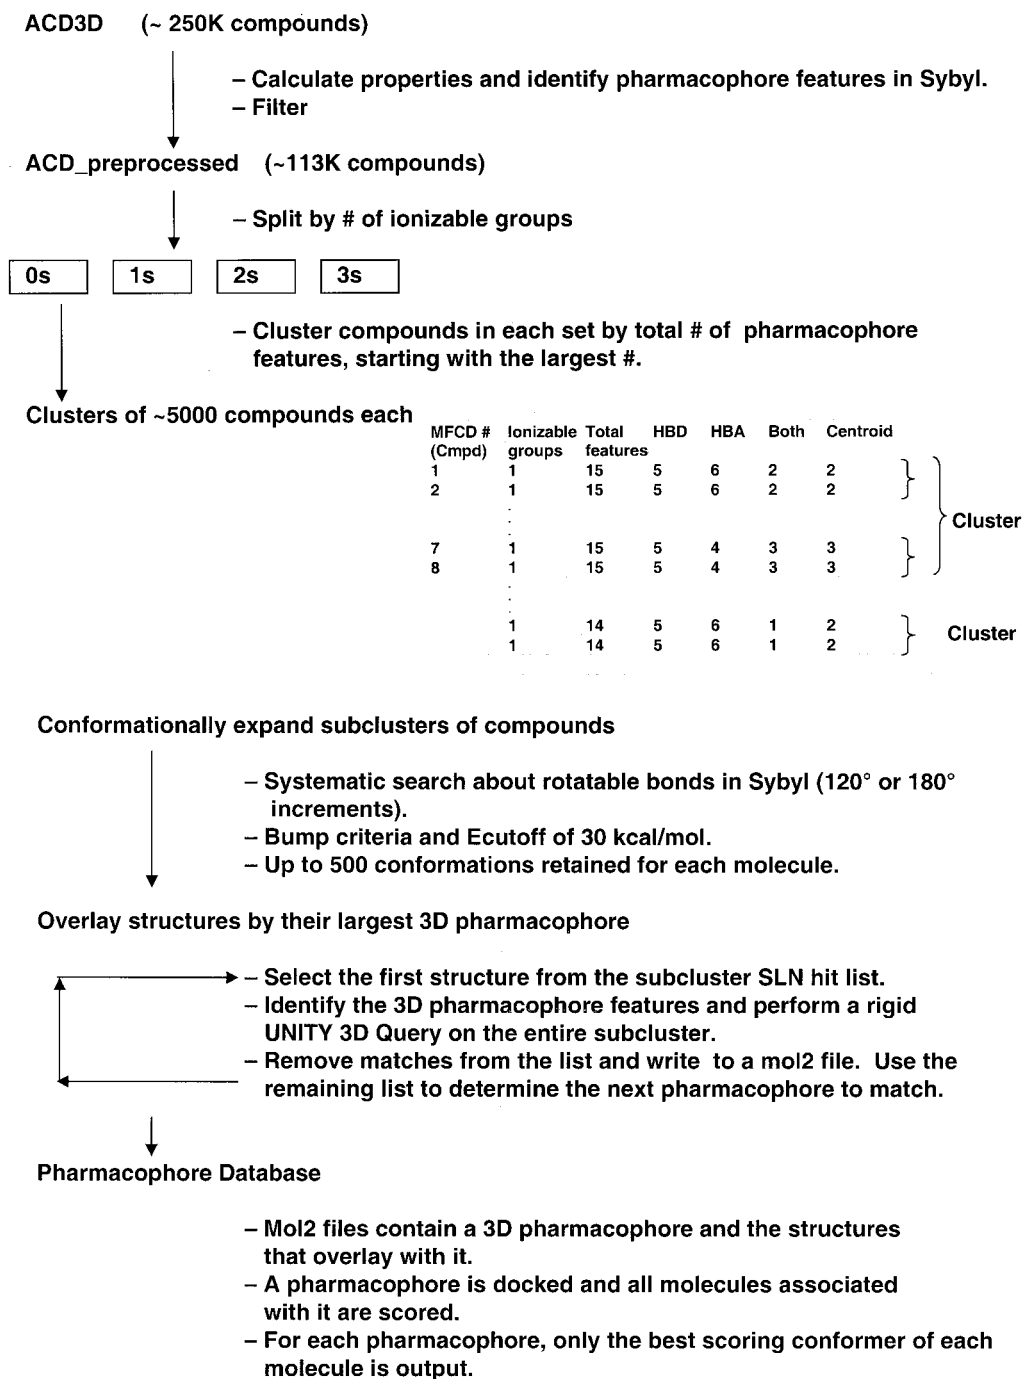 ACD3D (~ 250K compounds)
– Calculate properties and identify pharmacophore features in Sybyl.
– Filter
ACD_preprocessed (~113K compounds)
– Split by # of ionizable groups
0s 1s 2s 3s
– Cluster compounds in each set by total # of pharmacophore
features, starting with the largest #.
Clusters of ~5000 compounds each
MFCD # Ionizable Total HBD HBA Both Centroid
(Cmpd) groups features
1 1 15 5 6 2 2
2 1 15 5 6 2 2
Cluster
7 1 15 5 4 3 3
8 1 15 5 4 3 3
1 14 5 6 1 2
Cluster
1 14 5 6 1 2
Conformationally expand subclusters of compounds
– Systematic search about rotatable bonds in Sybyl (120° or 180°
increments).
– Bump criteria and Ecutoff of 30 kcal/mol.
– Up to 500 conformations retained for each molecule.
Overlay structures by their largest 3D pharmacophore
– Select the first structure from the subcluster SLN hit list.
– Identify the 3D pharmacophore features and perform a rigid
UNITY 3D Query on the entire subcluster.
– Remove matches from the list and write to a mol2 file. Use the
remaining list to determine the next pharmacophore to match.
Pharmacophore Database
– Mol2 files contain a 3D pharmacophore and the structures
that overlay with it.
– A pharmacophore is docked and all molecules associated
with it are scored.
– For each pharmacophore, only the best scoring conformer of each
molecule is output.